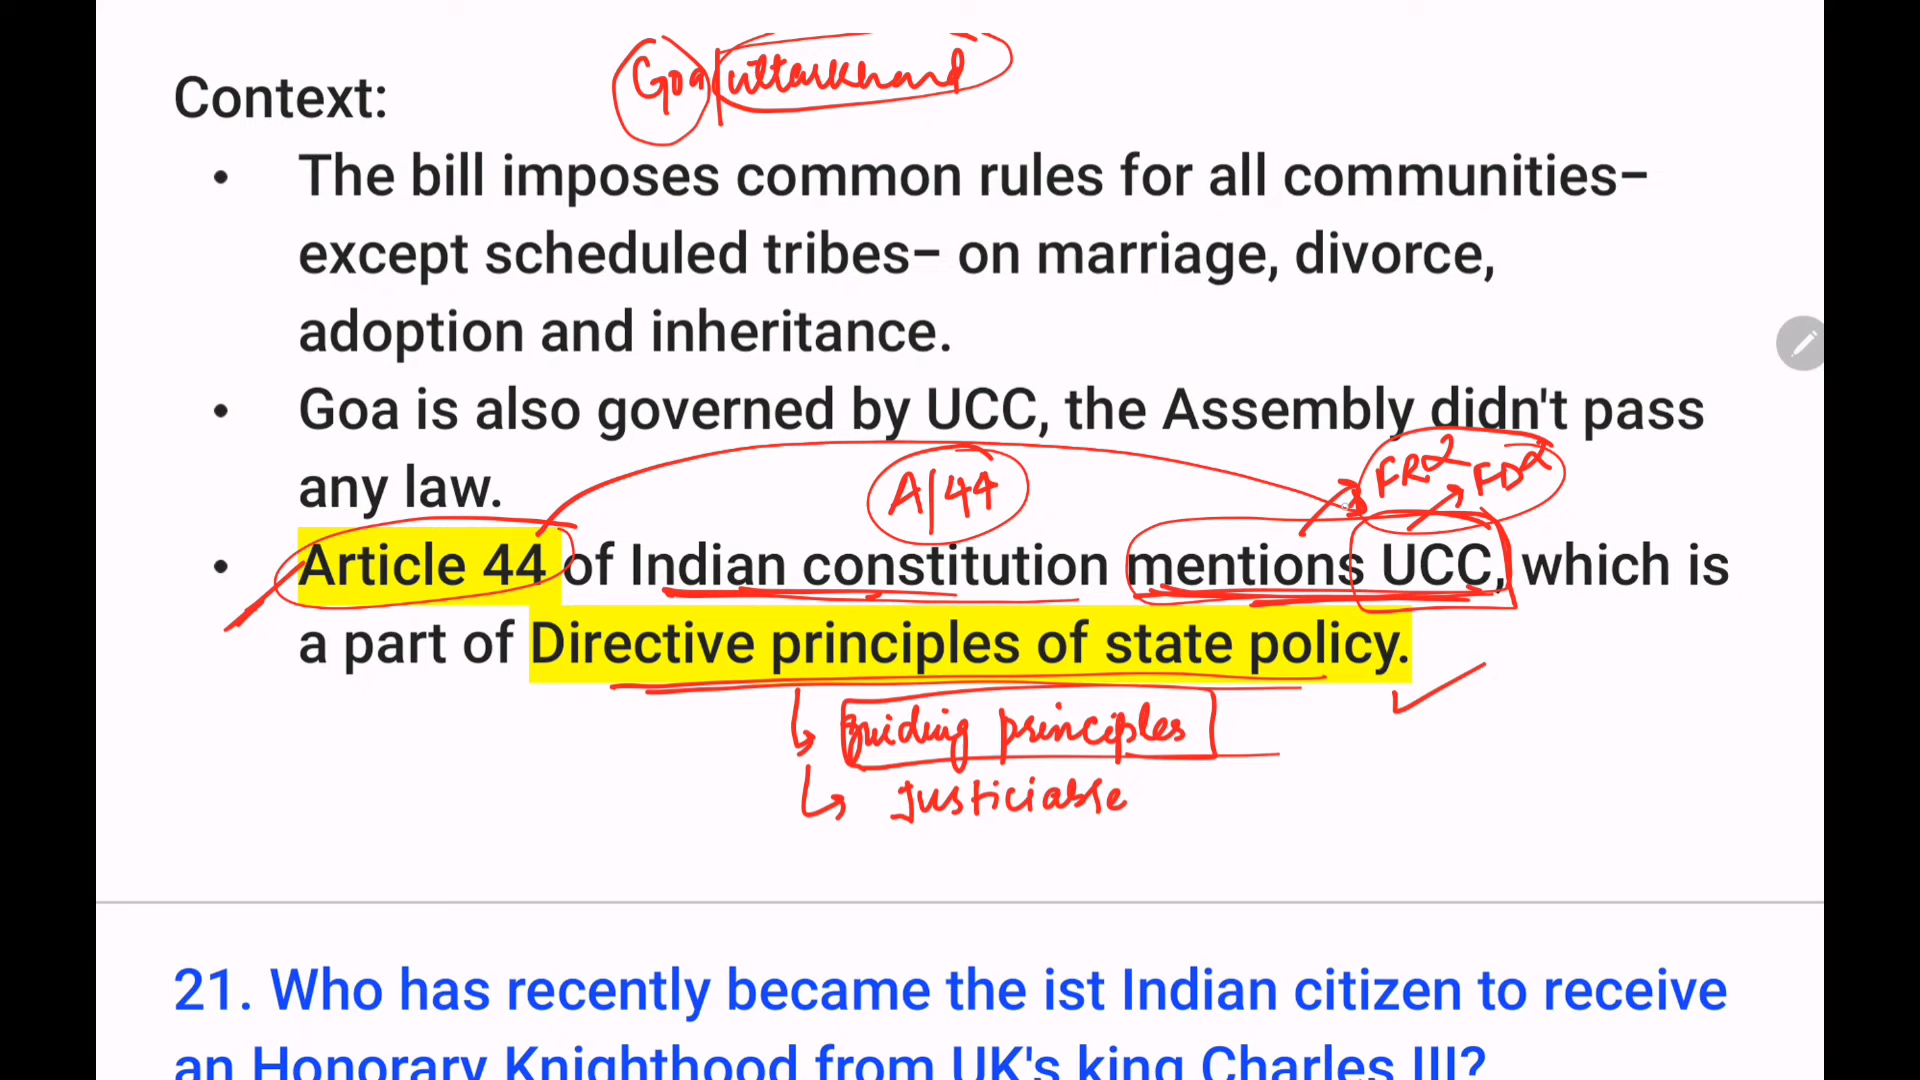 Goa | uttarkhand
Context:
• The bill imposes common rules for all communities–
except scheduled tribes– on marriage, divorce,
adoption and inheritance.
• Goa is also governed by UCC, the Assembly didn't pass
any law.
A/44
FRα FDα
• Article 44 of Indian constitution mentions UCC, which is
a part of Directive principles of state policy.
guiding principles
Justiciable
21. Who has recently became the ist Indian citizen to receive
an Honorary Knighthood from UK's king Charles III?